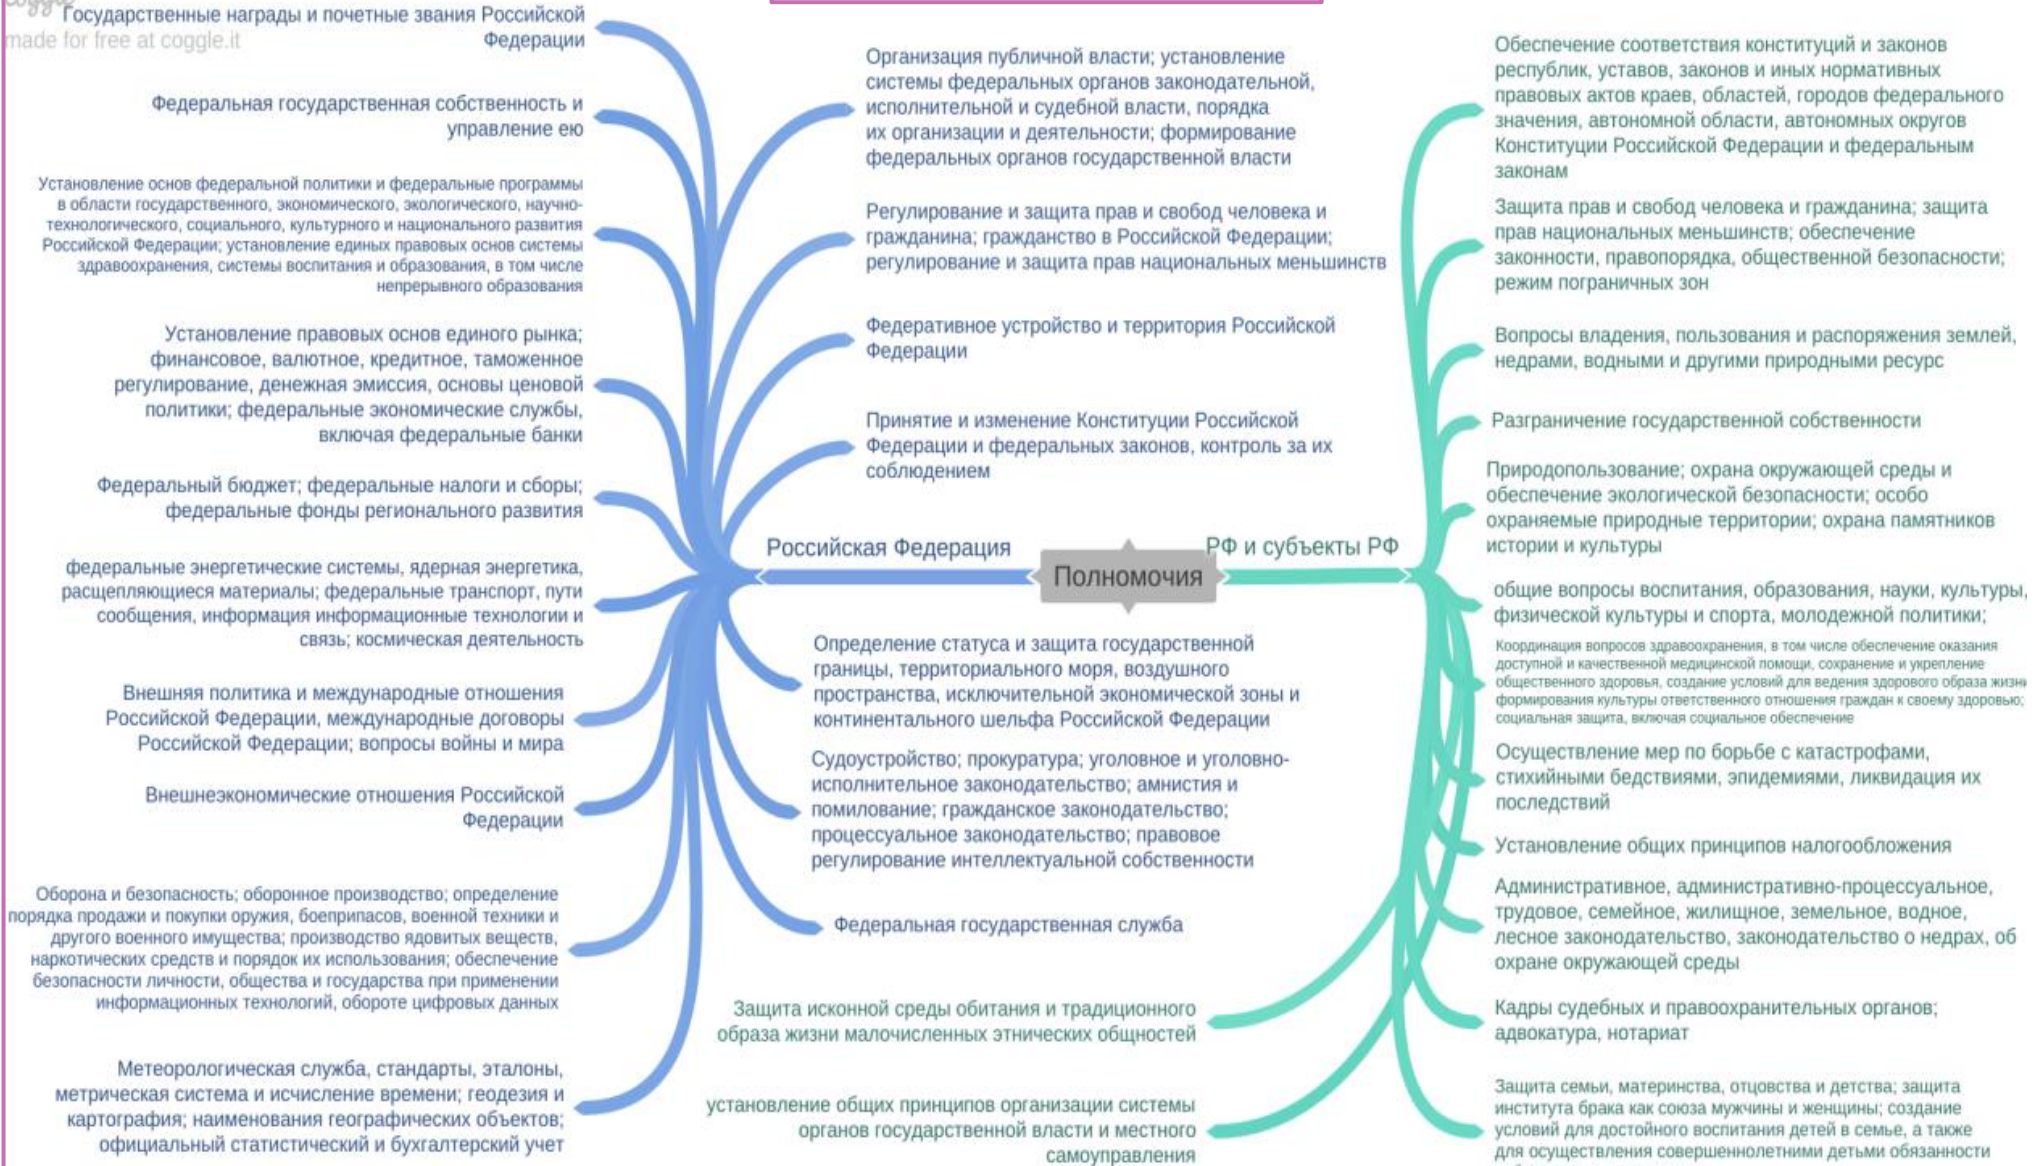 coggle
made for free at coggle.it
Государственные награды и почетные звания Российской
Федерации
Федеральная государственная собственность и
управление ею
Установление основ федеральной политики и федеральные программы
в области государственного, экономического, экологического, научно-
технологического, социального, культурного и национального развития
Российской Федерации; установление единых правовых основ системы
здравоохранения, системы воспитания и образования, в том числе
непрерывного образования
Установление правовых основ единого рынка;
финансовое, валютное, кредитное, таможенное
регулирование, денежная эмиссия, основы ценовой
политики; федеральные экономические службы,
включая федеральные банки
Федеральный бюджет; федеральные налоги и сборы;
федеральные фонды регионального развития
федеральные энергетические системы, ядерная энергетика,
расщепляющиеся материалы; федеральные транспорт, пути
сообщения, информация информационные технологии и
связь; космическая деятельность
Внешняя политика и международные отношения
Российской Федерации, международные договоры
Российской Федерации; вопросы войны и мира
Внешнеэкономические отношения Российской
Федерации
Оборона и безопасность; оборонное производство; определение
порядка продажи и покупки оружия, боеприпасов, военной техники и
другого военного имущества; производство ядовитых веществ,
наркотических средств и порядок их использования; обеспечение
безопасности личности, общества и государства при применении
информационных технологий, обороте цифровых данных
Метеорологическая служба, стандарты, эталоны,
метрическая система и исчисление времени; геодезия и
картография; наименования географических объектов;
официальный статистический и бухгалтерский учет
Организация публичной власти; установление
системы федеральных органов законодательной,
исполнительной и судебной власти, порядка
их организации и деятельности; формирование
федеральных органов государственной власти
Регулирование и защита прав и свобод человека и
гражданина; гражданство в Российской Федерации;
регулирование и защита прав национальных меньшинств
Федеративное устройство и территория Российской
Федерации
Принятие и изменение Конституции Российской
Федерации и федеральных законов, контроль за их
соблюдением
Российская Федерация
Полномочия
РФ и субъекты РФ
Определение статуса и защита государственной
границы, территориального моря, воздушного
пространства, исключительной экономической зоны и
континентального шельфа Российской Федерации
Судоустройство; прокуратура; уголовное и уголовно-
исполнительное законодательство; амнистия и
помилование; гражданское законодательство;
процессуальное законодательство; правовое
регулирование интеллектуальной собственности
Федеральная государственная служба
Защита исконной среды обитания и традиционного
образа жизни малочисленных этнических общностей
установление общих принципов организации системы
органов государственной власти и местного
самоуправления
Обеспечение соответствия конституций и законов
республик, уставов, законов и иных нормативных
правовых актов краев, областей, городов федерального
значения, автономной области, автономных округов
Конституции Российской Федерации и федеральным
законам
Защита прав и свобод человека и гражданина; защита
прав национальных меньшинств; обеспечение
законности, правопорядка, общественной безопасности;
режим пограничных зон
Вопросы владения, пользования и распоряжения землей,
недрами, водными и другими природными ресурс
Разграничение государственной собственности
Природопользование; охрана окружающей среды и
обеспечение экологической безопасности; особо
охраняемые природные территории; охрана памятников
истории и культуры
общие вопросы воспитания, образования, науки, культуры,
физической культуры и спорта, молодежной политики;
Координация вопросов здравоохранения, в том числе обеспечение оказания
доступной и качественной медицинской помощи, сохранение и укрепление
общественного здоровья, создание условий для ведения здорового образа жизни
формирования культуры ответственного отношения граждан к своему здоровью;
социальная защита, включая социальное обеспечение
Осуществление мер по борьбе с катастрофами,
стихийными бедствиями, эпидемиями, ликвидация их
последствий
Установление общих принципов налогообложения
Административное, административно-процессуальное,
трудовое, семейное, жилищное, земельное, водное,
лесное законодательство, законодательство о недрах, об
охране окружающей среды
Кадры судебных и правоохранительных органов;
адвокатура, нотариат
Защита семьи, материнства, отцовства и детства; защита
института брака как союза мужчины и женщины; создание
условий для достойного воспитания детей в семье, а также
для осуществления совершеннолетними детьми обязанности